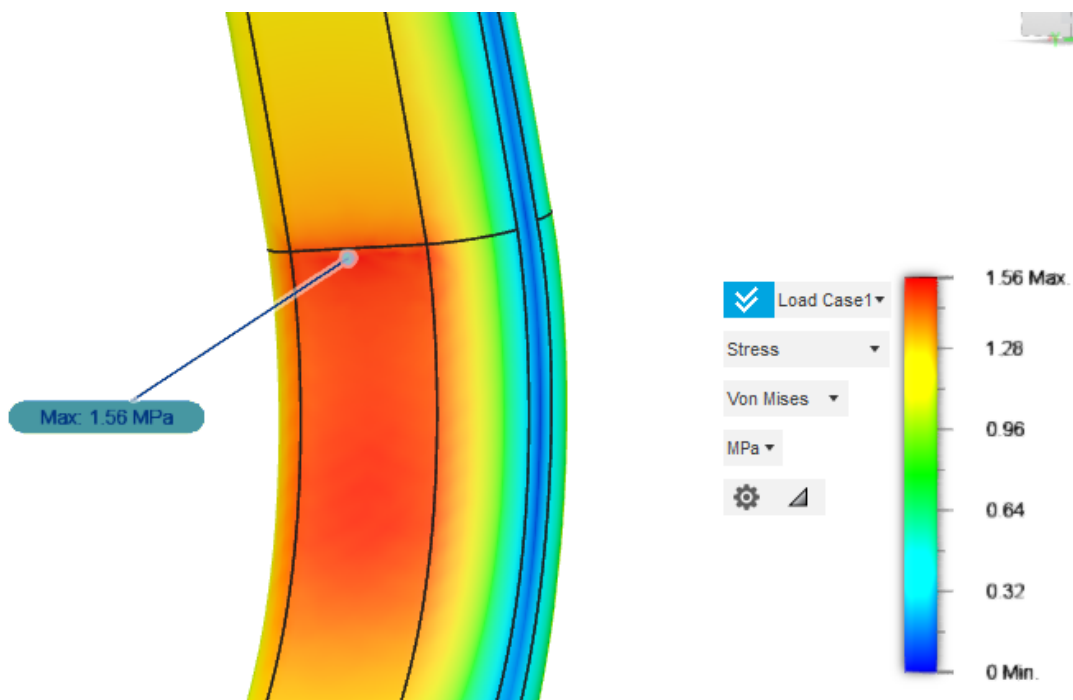 Max: 1.56 MPa
Load Case1
Stress
Von Mises
MPa
1.56 Max.
1.28
0.96
0.64
0.32
0 Min.